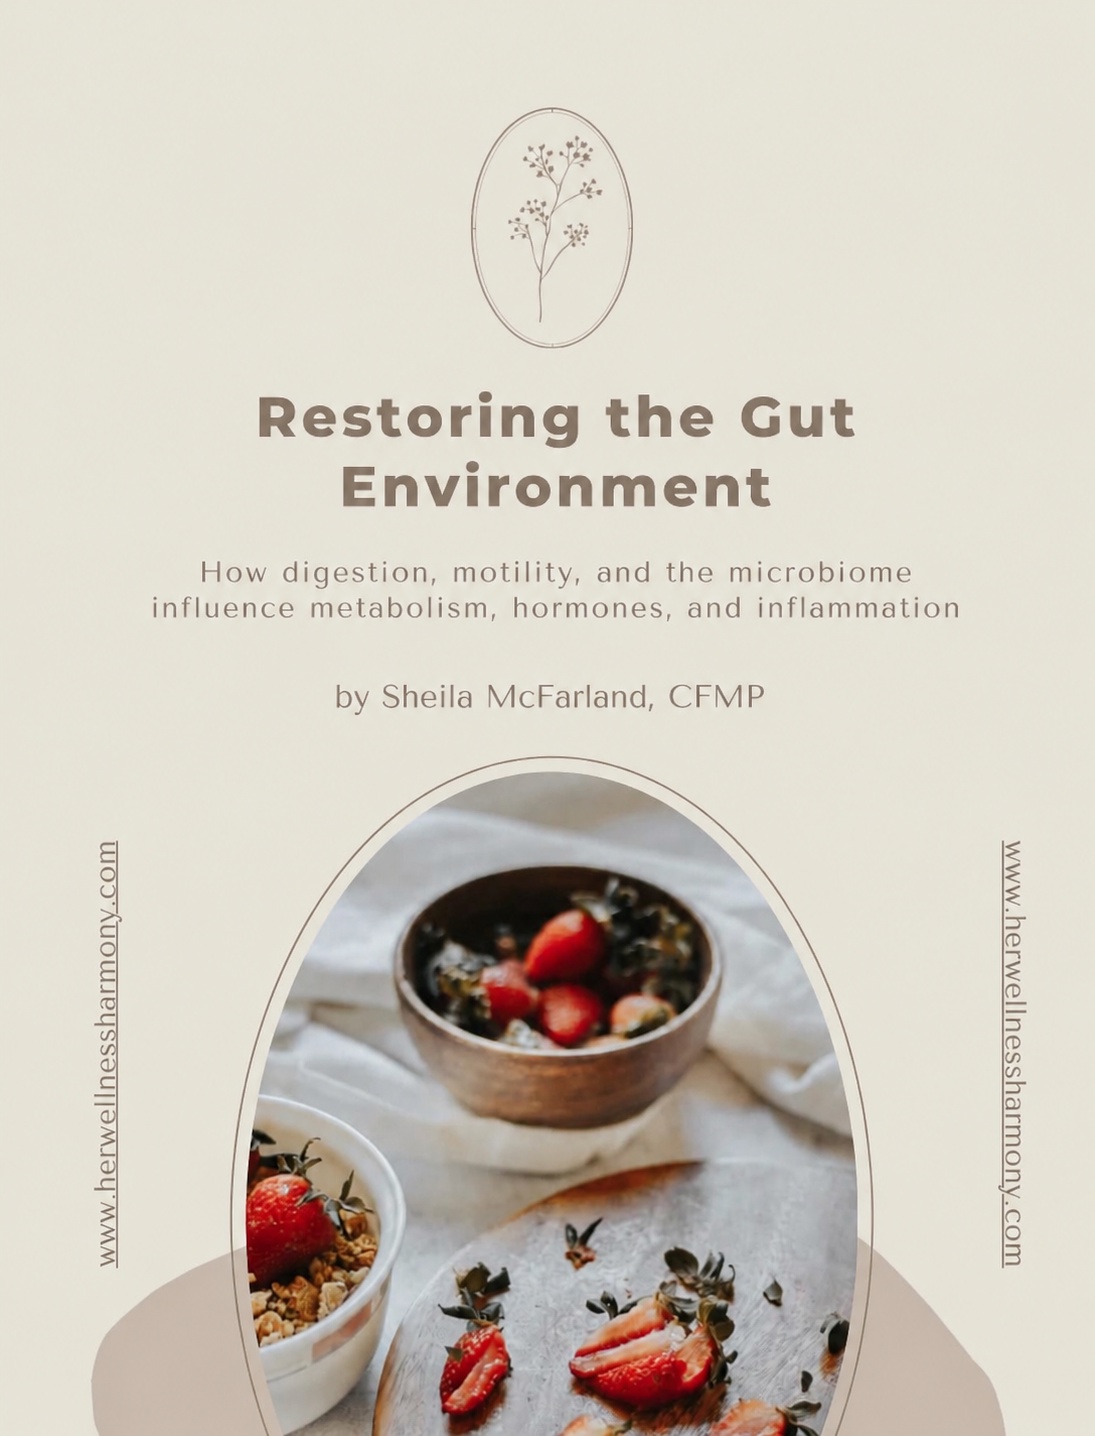 Restoring the Gut
Environment
How digestion, motility, and the microbiome
influence metabolism, hormones, and inflammation
by Sheila McFarland, CFMP
www.herwellnessharmony.com
www.herwellnessharmony.com